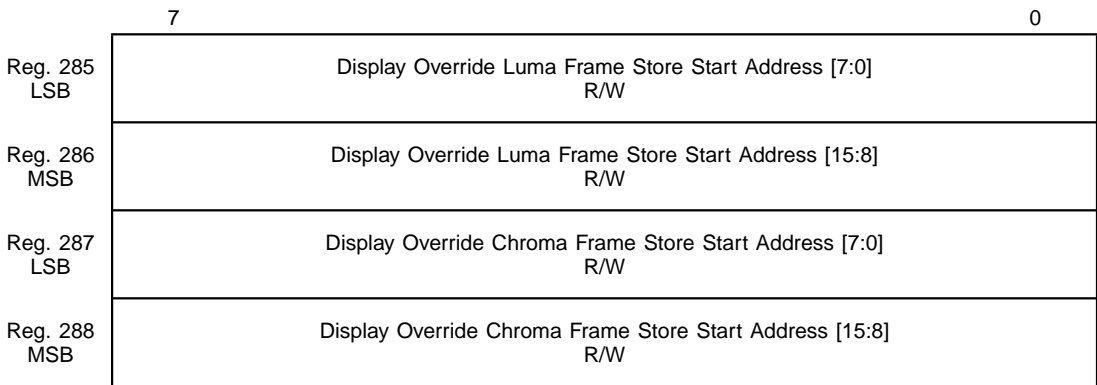 7 0
Reg. 285 LSB
Display Override Luma Frame Store Start Address [7:0]
R/W
Reg. 286 MSB
Display Override Luma Frame Store Start Address [15:8]
R/W
Reg. 287 LSB
Display Override Chroma Frame Store Start Address [7:0]
R/W
Reg. 288 MSB
Display Override Chroma Frame Store Start Address [15:8]
R/W